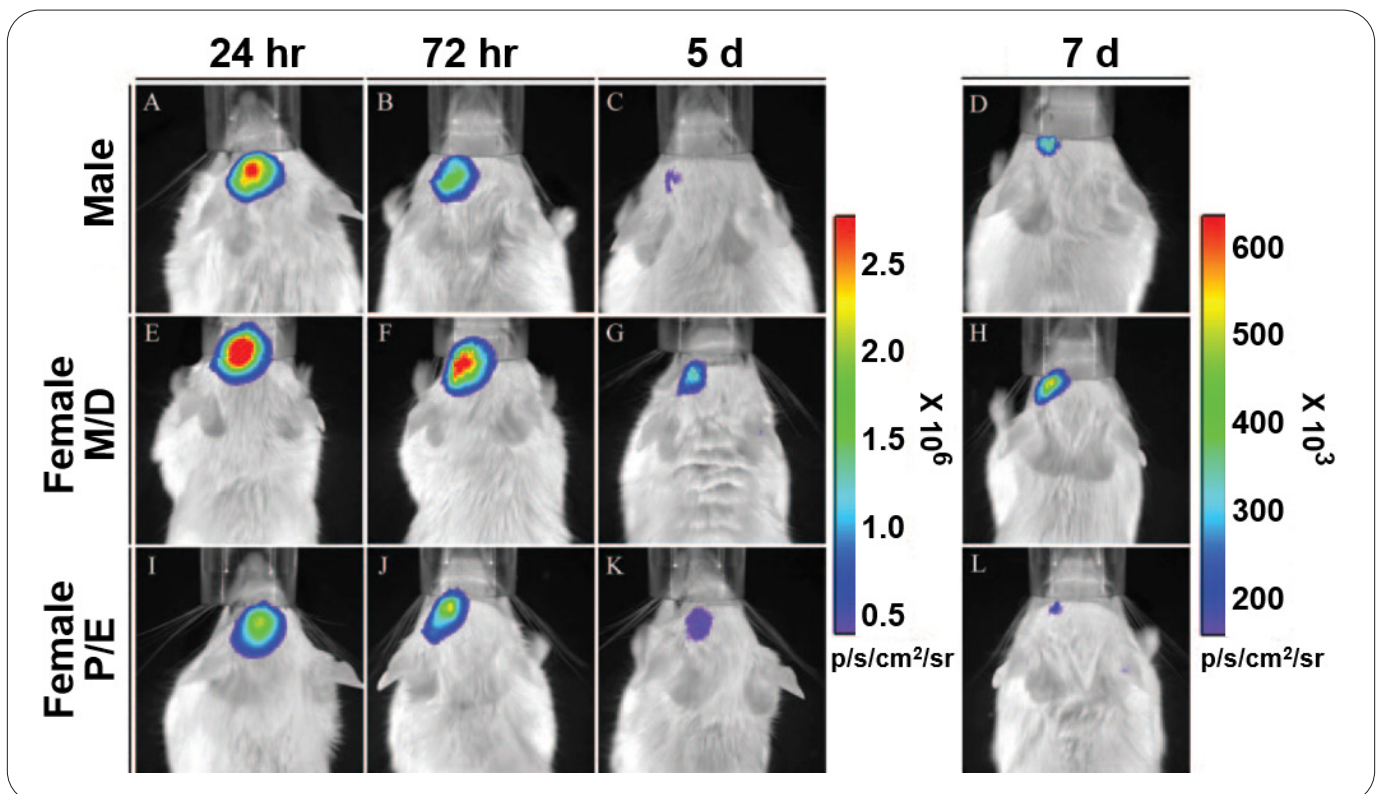 24 hr 72 hr 5 d 7 d
Male
A B C D
2.5
2.0
1.5
1.0
0.5
X 10⁶
p/s/cm²/sr
600
500
400
300
200
X 10³
p/s/cm²/sr
Female
M/D
E F G H
Female
P/E
I J K L